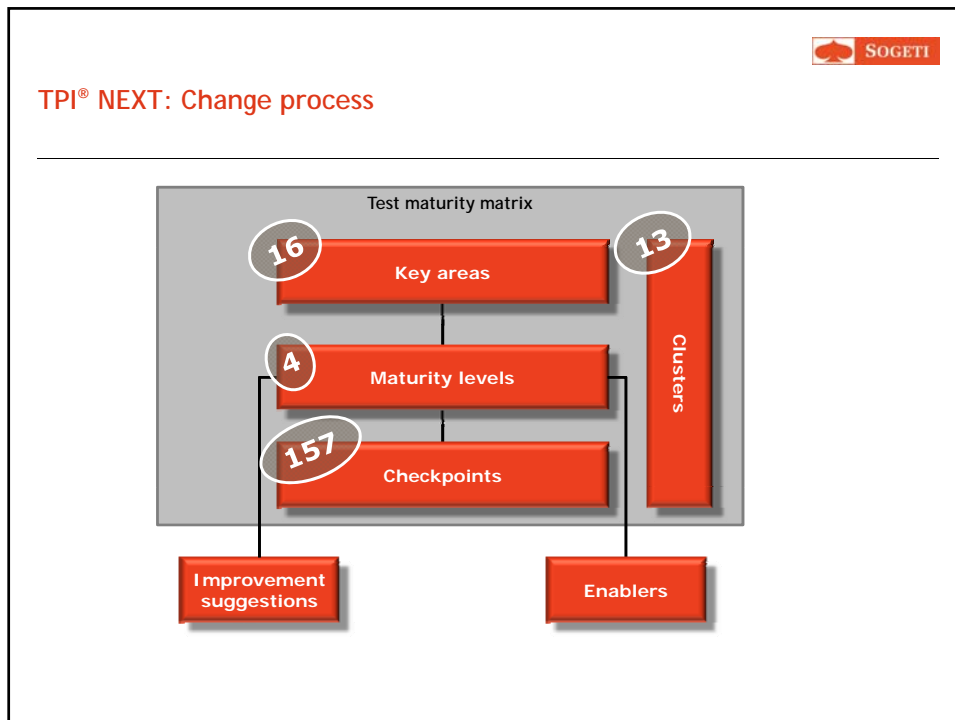 SOGETI
TPI® NEXT: Change process
Test maturity matrix
16
13
Key areas
4
Maturity levels
Clusters
157
Checkpoints
Improvement
suggestions
Enablers